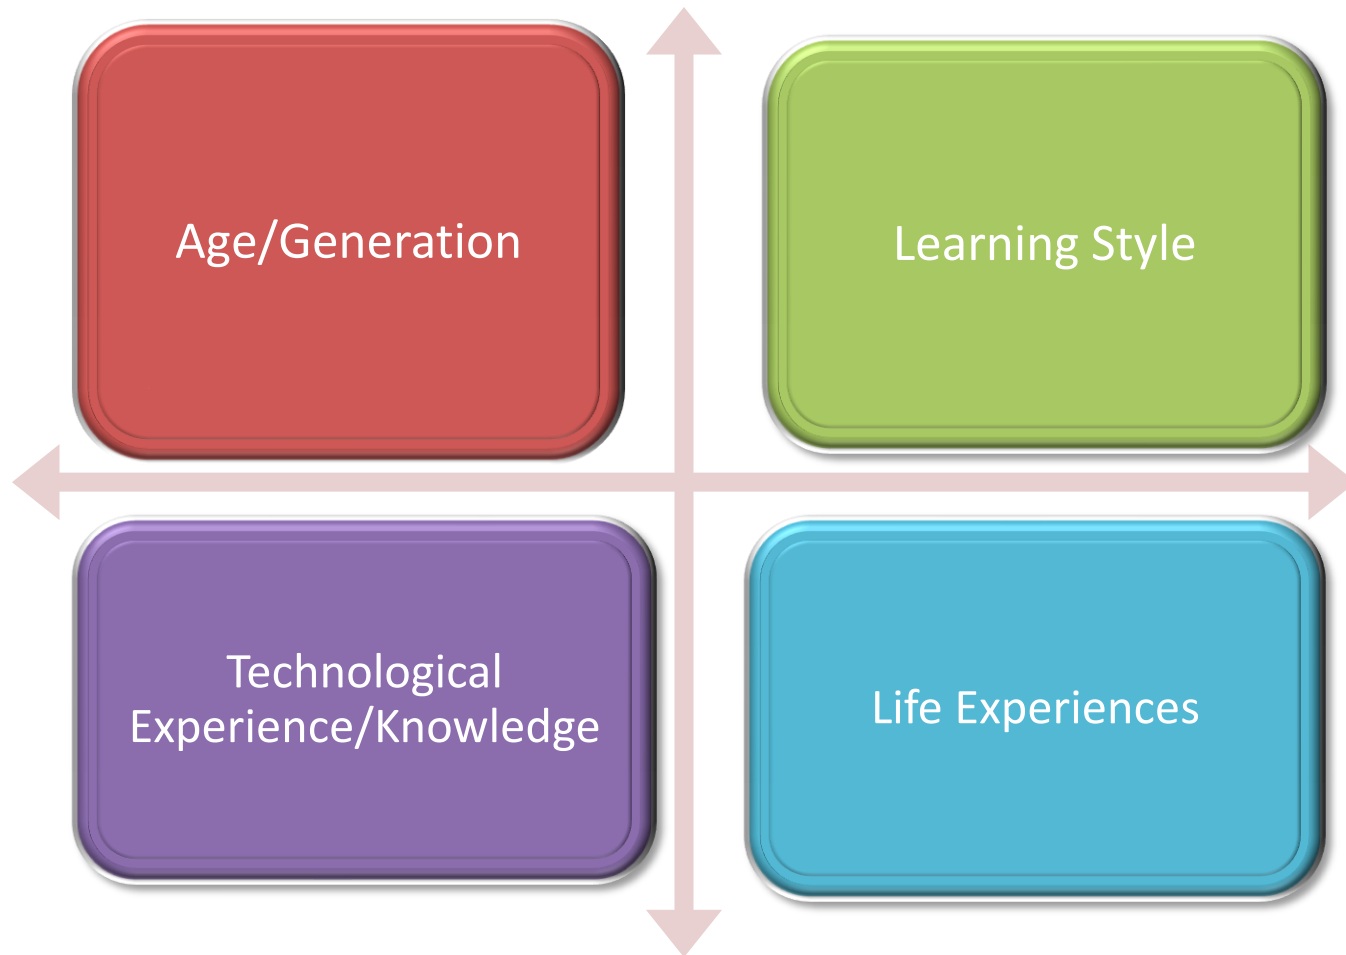 Age/Generation
Learning Style
Technological
Experience/Knowledge
Life Experiences